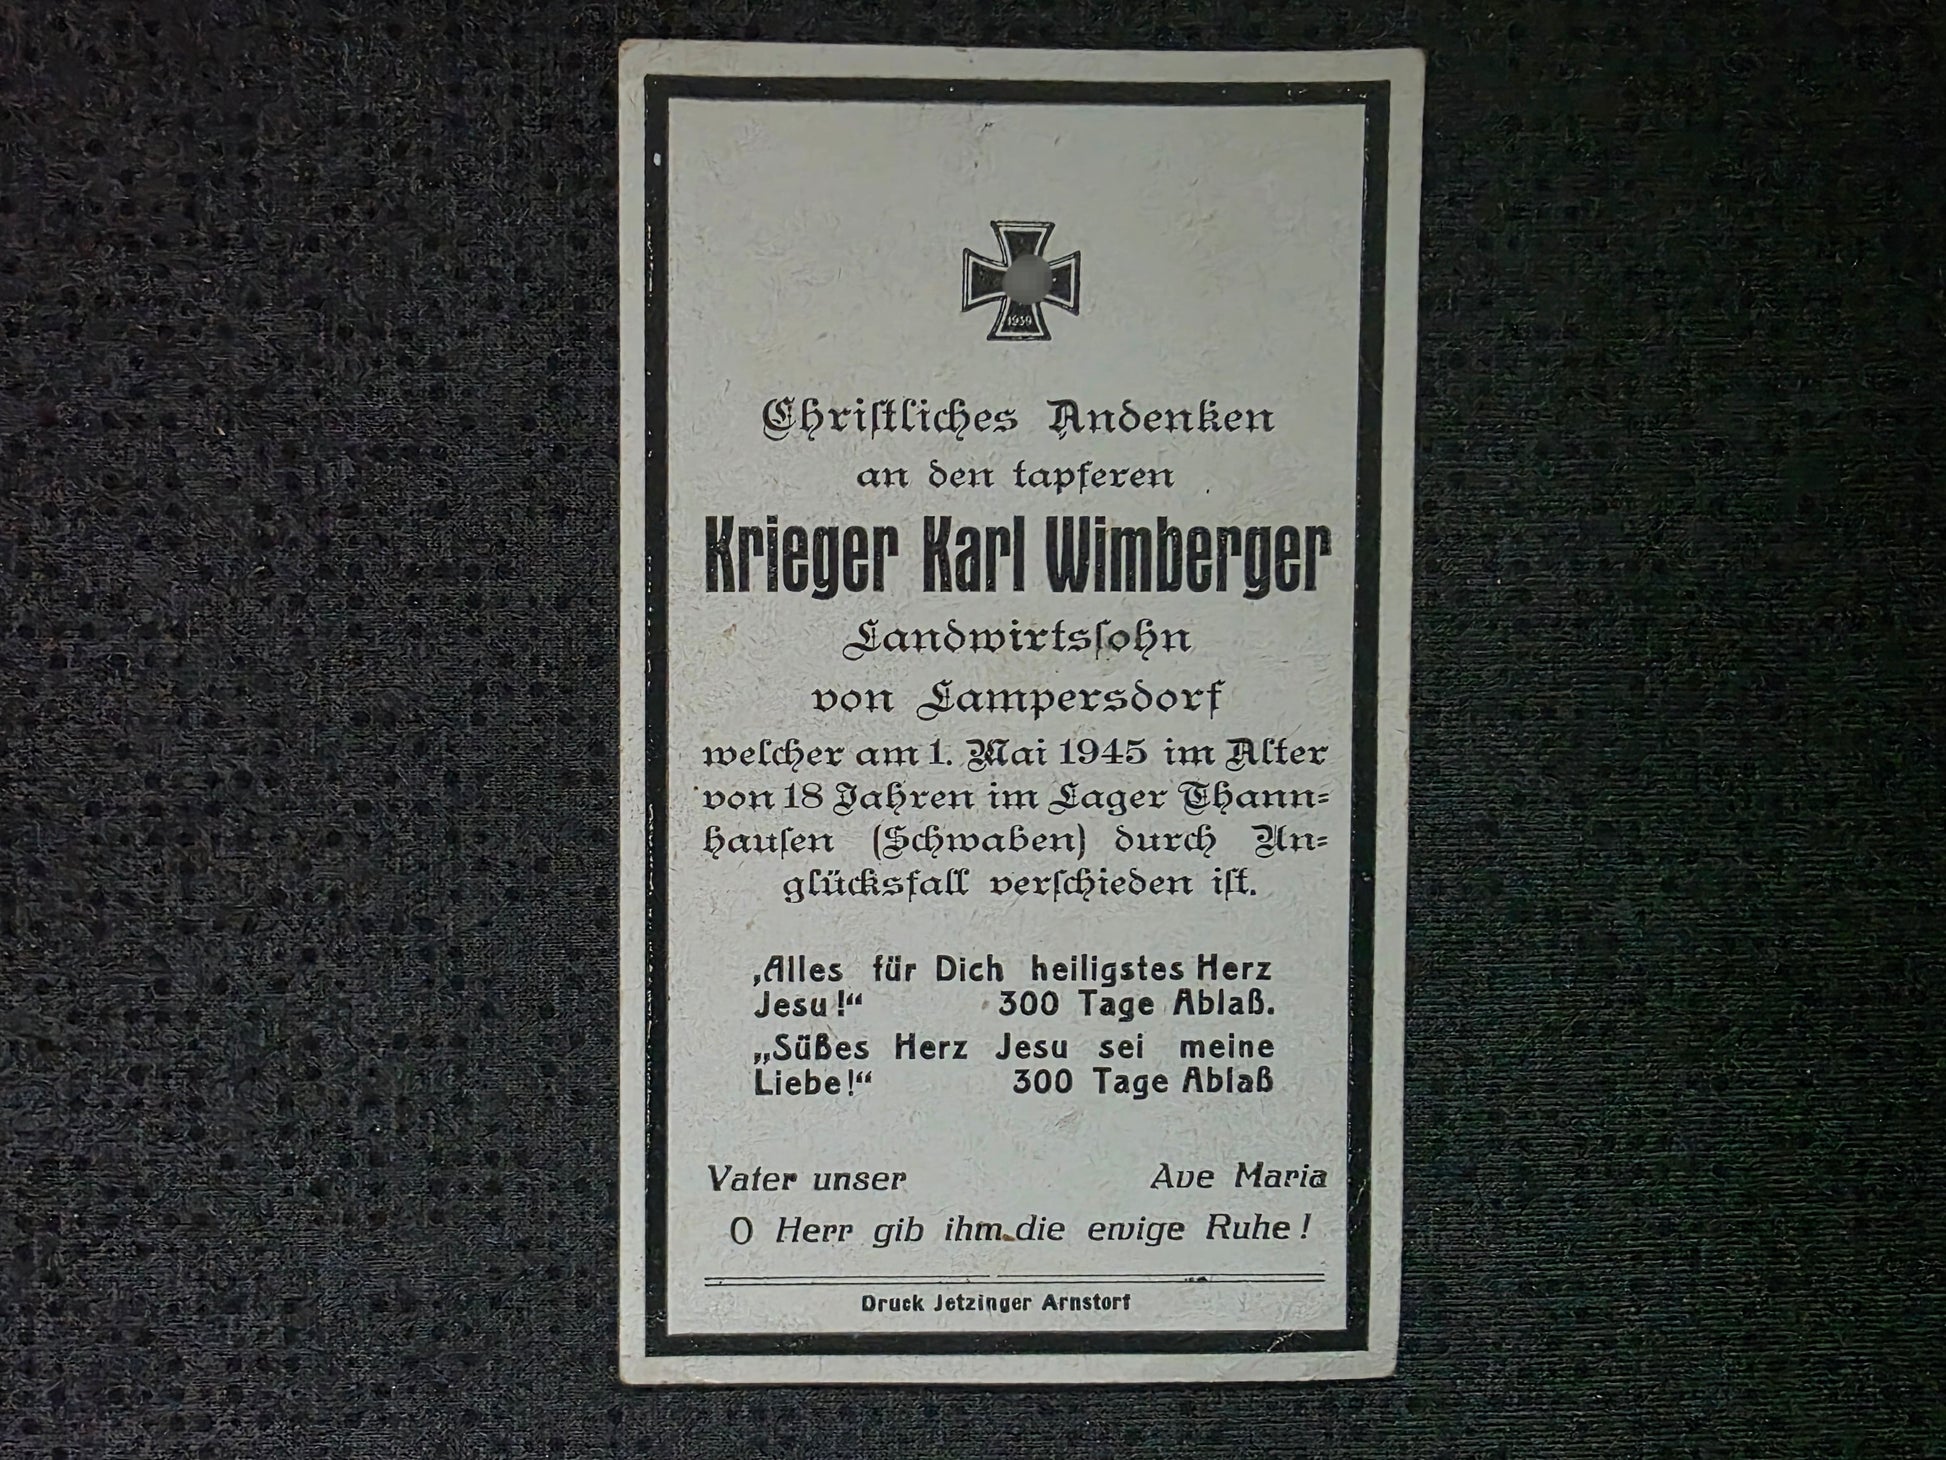 1939
Christliches Andenken
an den tapferen
Krieger Karl Wimberger
Landwirtssohn
von Lampersdorf
welcher am 1. Mai 1945 im Alter
von 18 Jahren im Lager Thann-
hausen (Schwaben) durch Un-
glücksfall verschieden ist.
‚Alles für Dich heiligstes Herz
Jesu!“ 300 Tage Ablaß.
„Süßes Herz Jesu sei meine
Liebe!“ 300 Tage Ablaß
Vater unser Ave Maria
O Herr gib ihm die ewige Ruhe!
Druck Jetzinger Arnstorf